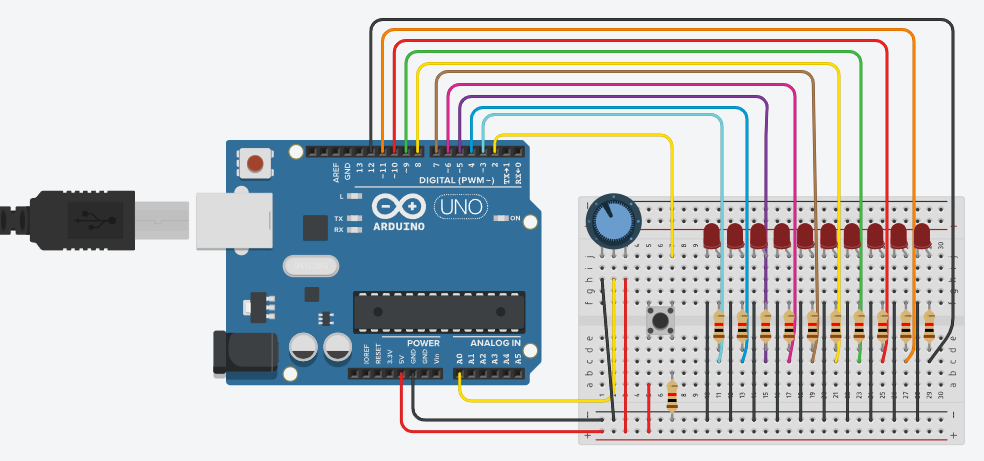 AREF
GND
13
12
~11
~10
~9
8
7
~6
~5
4
~3
2
TX→1
RX←0
DIGITAL (PWM~)
L
TX
RX
ARDUINO
UNO
ON
POWER
ANALOG IN
IOREF
RESET
3.3V
5V
GND
GND
Vin
A0
A1
A2
A3
A4
A5